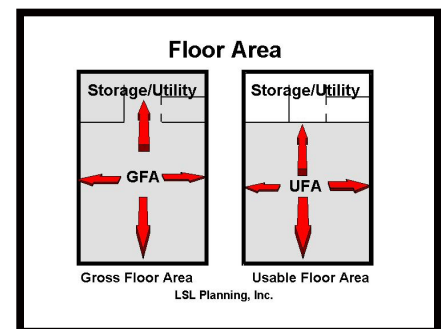 Floor Area
Storage/Utility Storage/Utility
GFA UFA
Gross Floor Area Usable Floor Area
LSL Planning, Inc.